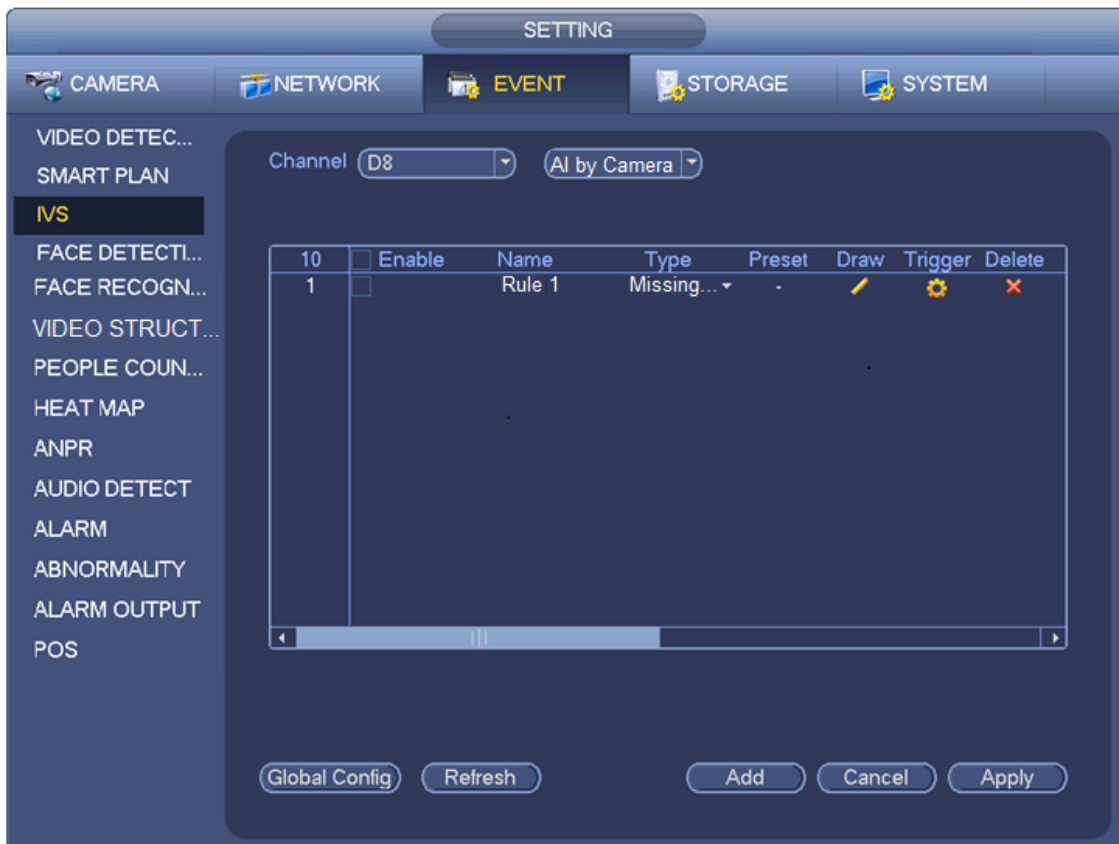 SETTING
CAMERA NETWORK EVENT STORAGE SYSTEM
VIDEO DETEC...
SMART PLAN
IVS
FACE DETECTI...
FACE RECOGN...
VIDEO STRUCT...
PEOPLE COUN...
HEAT MAP
ANPR
AUDIO DETECT
ALARM
ABNORMALITY
ALARM OUTPUT
POS
Channel D8 AI by Camera
10 Enable Name Type Preset Draw Trigger Delete
1 Rule 1 Missing... -
Global Config Refresh Add Cancel Apply